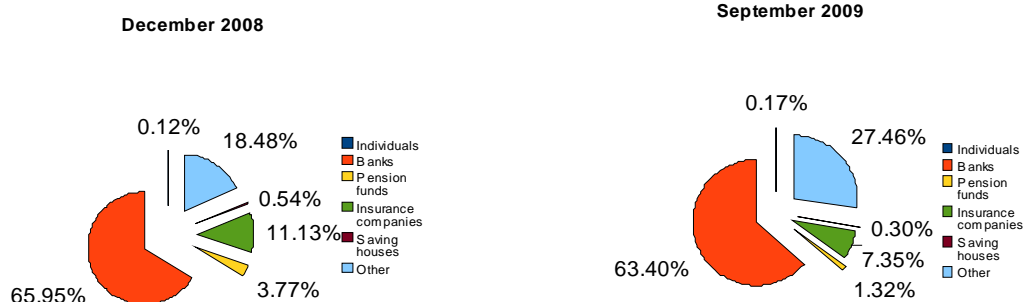 December 2008
0.12%
18.48%
0.54%
11.13%
3.77%
65.95%
Individuals
Banks
Pension
funds
Insurance
companies
Saving
houses
Other
September 2009
0.17%
27.46%
0.30%
7.35%
1.32%
63.40%
Individuals
Banks
Pension
funds
Insurance
companies
Saving
houses
Other